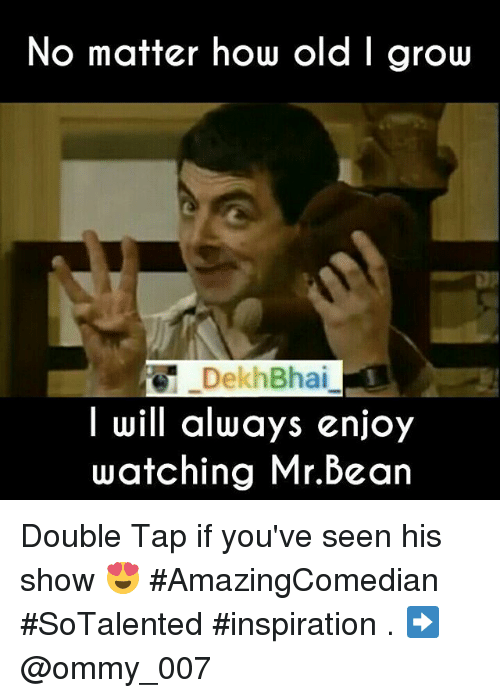 No matter how old I grow
_DekhBhai_
I will always enjoy
watching Mr.Bean
Double Tap if you've seen his
show 😍 #AmazingComedian
#SoTalented #inspiration . ➡
@ommy_007